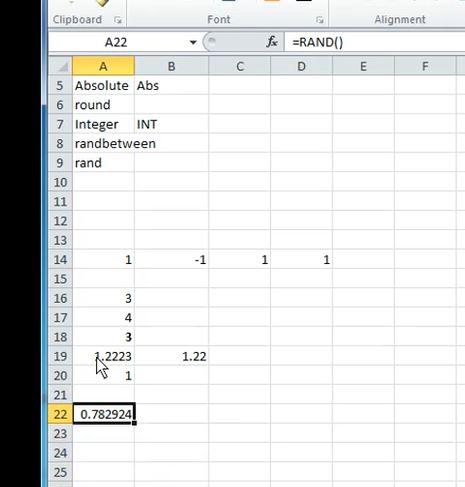 Clipboard Font Alignment
A22 fx =RAND()
A B C D E F
5 Absolute Abs
6 round
7 Integer INT
8 randbetween
9 rand
10
11
12
13
14 1 -1 1 1
15
16 3
17 4
18 3
19 1.2223 1.22
20 1
21
22 0.782924
23
24
25